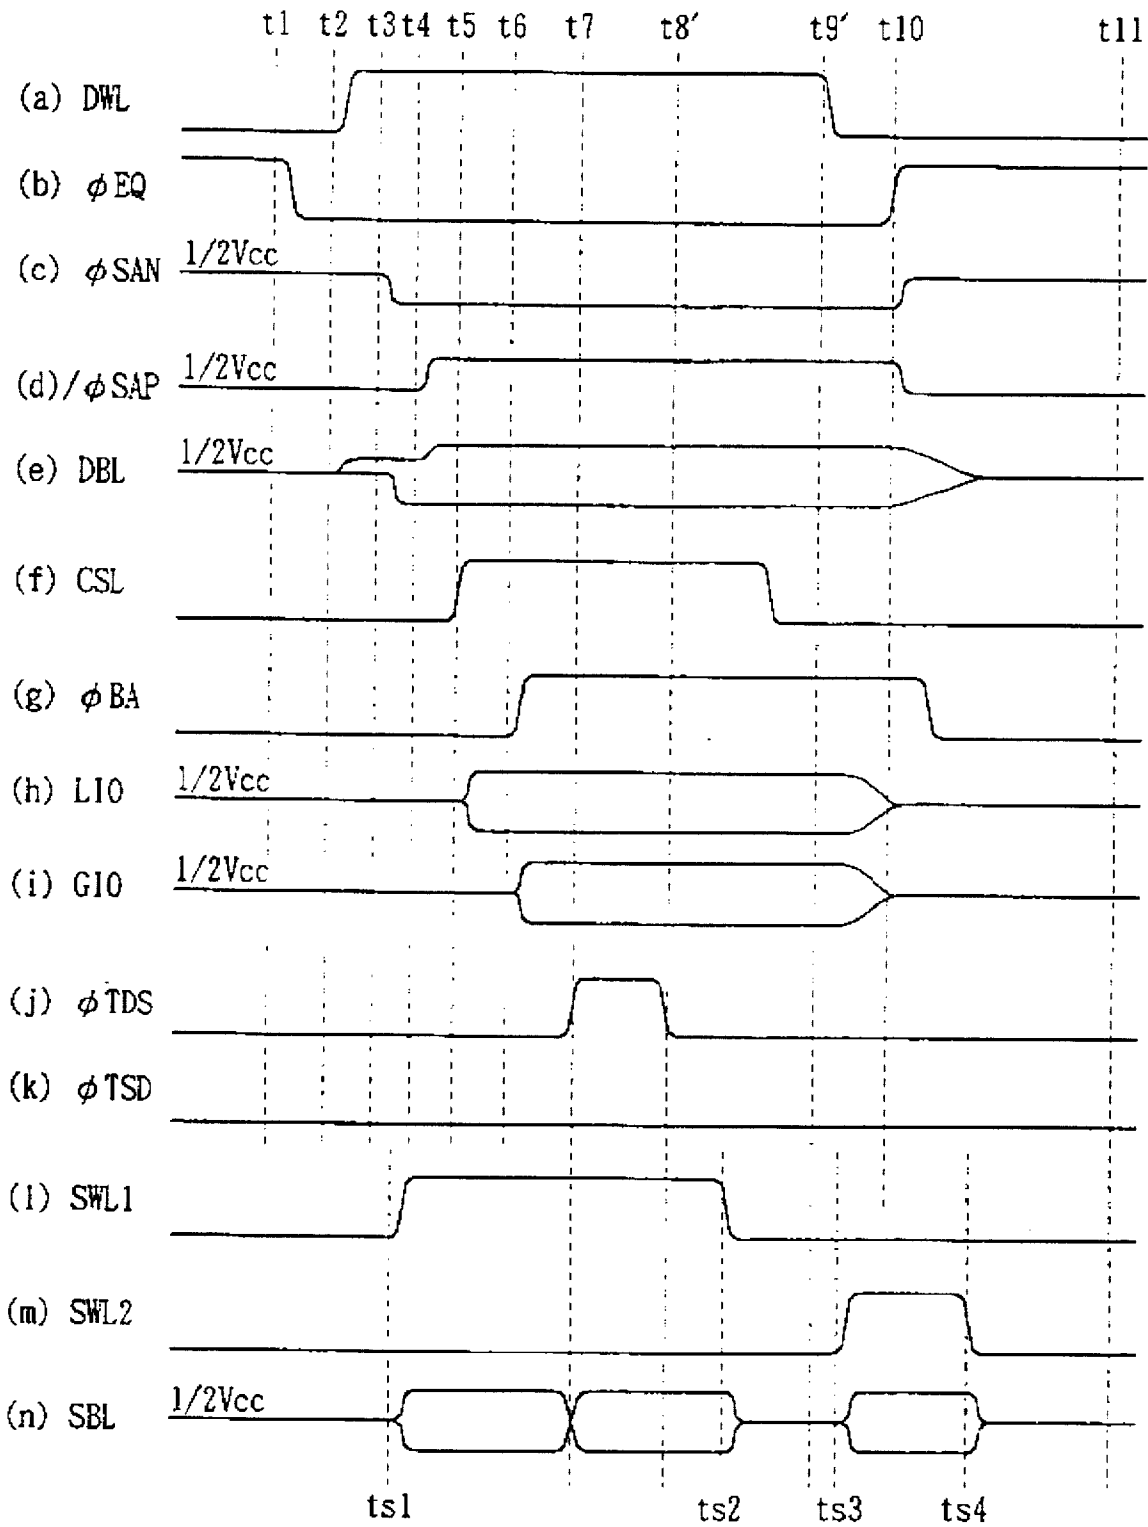 t1 t2 t3 t4 t5 t6 t7 t8′ t9′ t10 t11
(a) DWL
(b) φEQ
(c) φSAN 1/2Vcc
(d)/φSAP 1/2Vcc
(e) DBL 1/2Vcc
(f) CSL
(g) φBA
(h) LIO 1/2Vcc
(i) GIO 1/2Vcc
(j) φTDS
(k) φTSD
(l) SWL1
(m) SWL2
(n) SBL 1/2Vcc
ts1 ts2 ts3 ts4